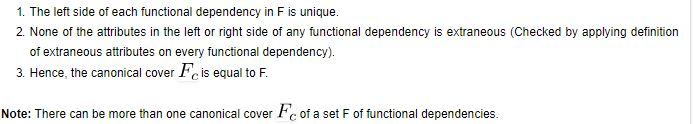 1. The left side of each functional dependency in F is unique.
2. None of the attributes in the left or right side of any functional dependency is extraneous (Checked by applying definition
of extraneous attributes on every functional dependency).
3. Hence, the canonical cover Fc is equal to F.
Note: There can be more than one canonical cover Fc of a set F of functional dependencies.